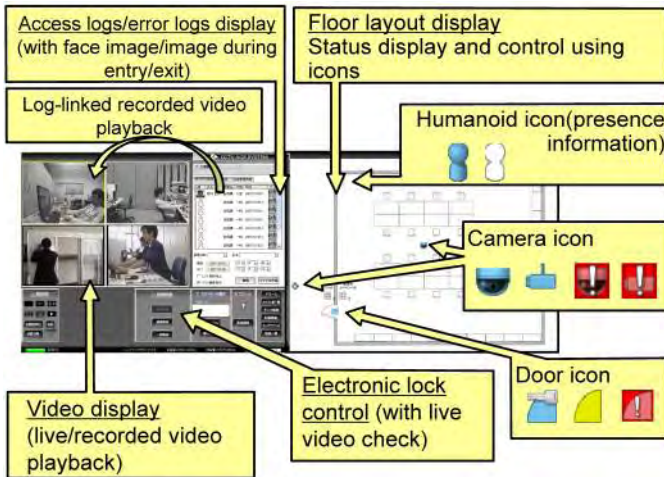 Access logs/error logs display
(with face image/image during
entry/exit)
Log-linked recorded video
playback
Floor layout display
Status display and control using
icons
Humanoid icon(presence
information)
Camera icon
Door icon
Electronic lock
control (with live
video check)
Video display
(live/recorded video
playback)